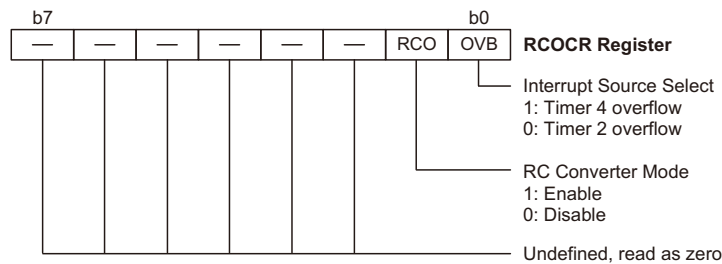 b7 b0
— — — — — — RCO OVB RCOCR Register
Interrupt Source Select
1: Timer 4 overflow
0: Timer 2 overflow
RC Converter Mode
1: Enable
0: Disable
Undefined, read as zero